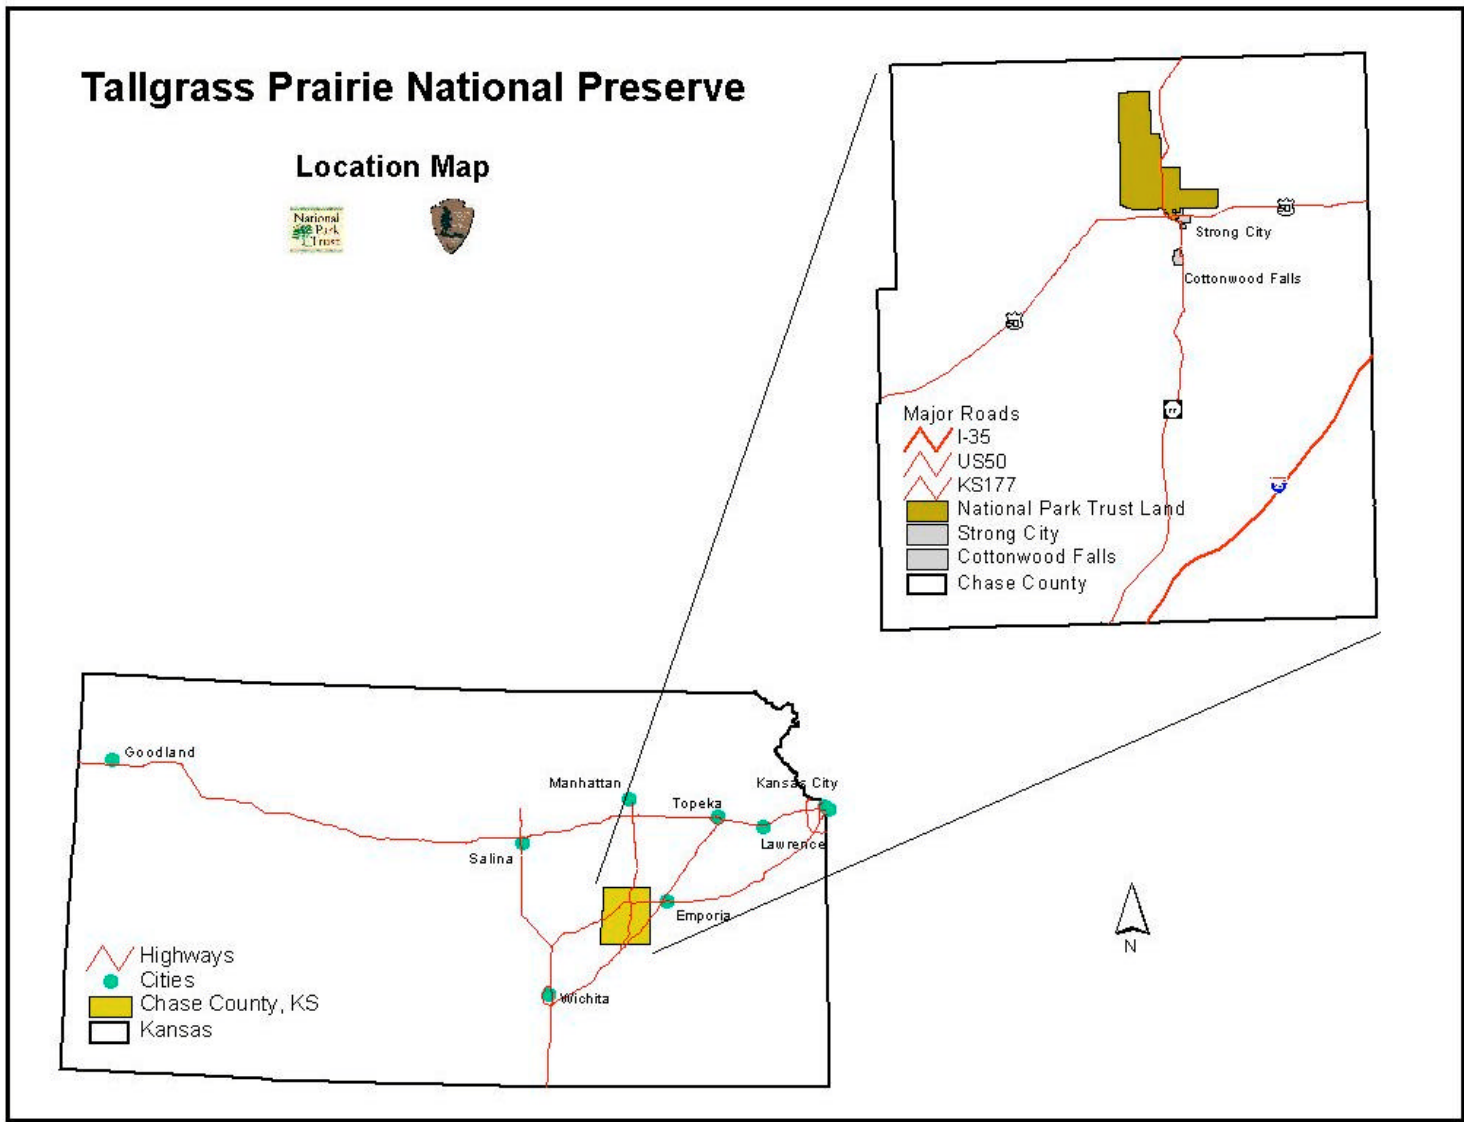 Tallgrass Prairie National Preserve
Location Map
National
Park
Trust
50
Strong City
Cottonwood Falls
50
Major Roads
I-35
US50
KS177
National Park Trust Land
Strong City
Cottonwood Falls
Chase County
Goodland
Manhattan
Kansas City
Topeka
Lawrence
Salina
Emporia
Wichita
Highways
Cities
Chase County, KS
Kansas
N